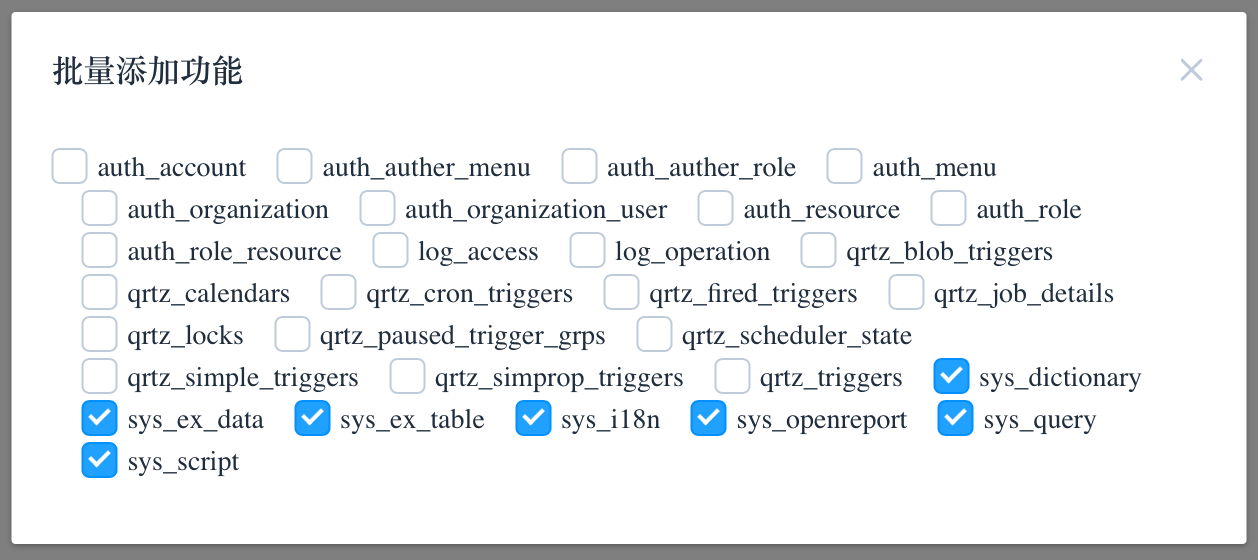 批量添加功能
auth_account auth_auther_menu auth_auther_role auth_menu
auth_organization auth_organization_user auth_resource auth_role
auth_role_resource log_access log_operation qrtz_blob_triggers
qrtz_calendars qrtz_cron_triggers qrtz_fired_triggers qrtz_job_details
qrtz_locks qrtz_paused_trigger_grps qrtz_scheduler_state
qrtz_simple_triggers qrtz_simprop_triggers qrtz_triggers sys_dictionary
sys_ex_data sys_ex_table sys_i18n sys_openreport sys_query
sys_script